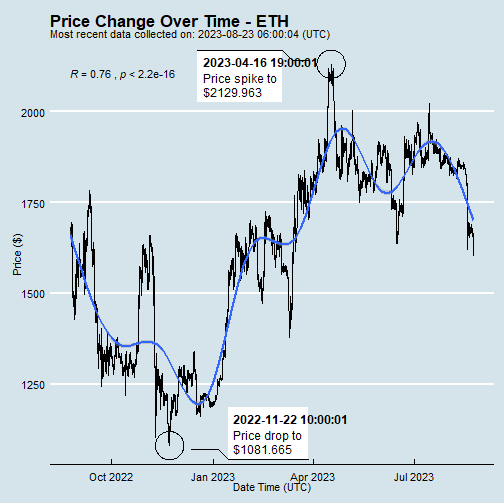 Price Change Over Time - ETH
Most recent data collected on: 2023-08-23 06:00:04 (UTC)
2023-04-16 19:00:01
Price spike to
$2129.963
R = 0.76 , p < 2.2e-16
2000
1750
1500
1250
Price ($)
2022-11-22 10:00:01
Price drop to
$1081.665
Oct 2022
Jan 2023
Apr 2023
Jul 2023
Date Time (UTC)